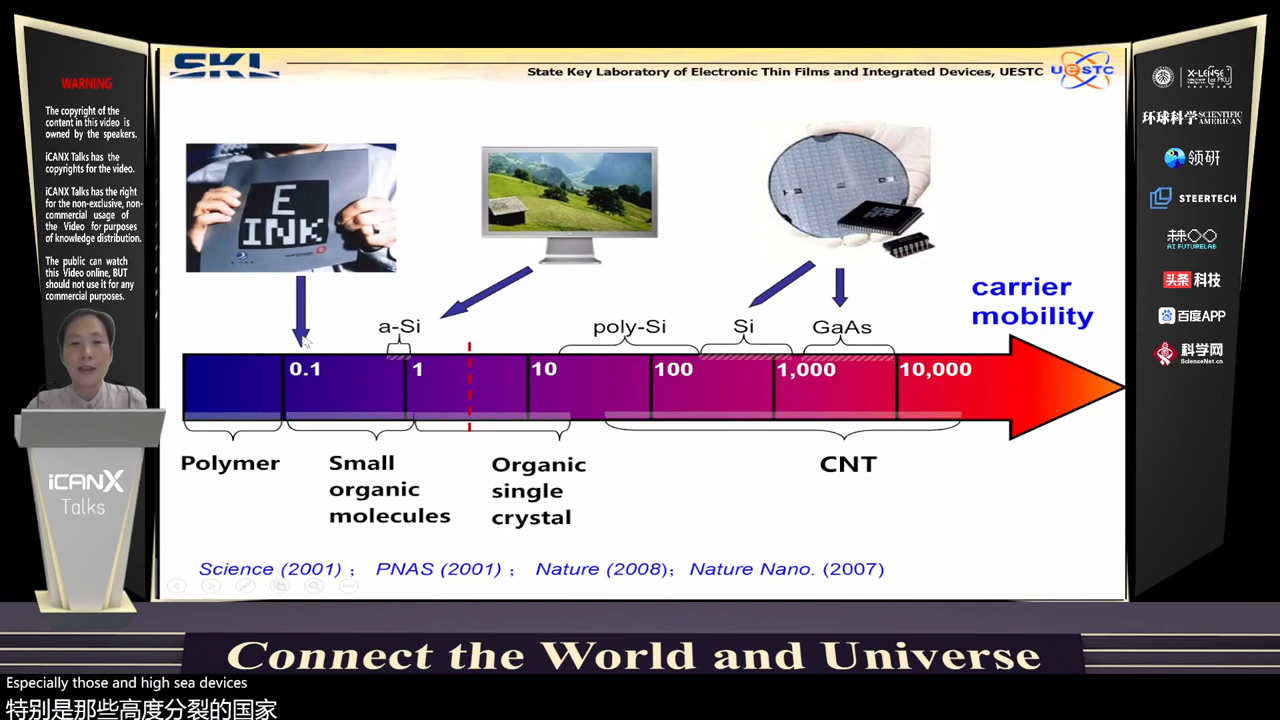 WARNING
The copyright of the
content in this video is
owned by the speakers.
iCANX Talks has the
copyrights for the video.
iCANX Talks has the right
for the non-exclusive, non-
commercial usage of
the Video for purposes
of knowledge distribution.
The public can watch
this Video online, BUT
should not use it for any
commercial purposes.
iCANX
Talks
SKL
State Key Laboratory of Electronic Thin Films and Integrated Devices, UESTC
UESTC
E
INK
carrier
mobility
a-Si
poly-Si
Si
GaAs
0.1
1
10
100
1,000
10,000
Polymer
Small
organic
molecules
Organic
single
crystal
CNT
Science (2001) ; PNAS (2001) ; Nature (2008); Nature Nano. (2007)
X-LENSE
环球科学 SCIENTIFIC AMERICAN
领研
STEERTECH
AI FUTURELAB
头条 科技
百度APP
科学网
ScienceNet.cn
Connect the World and Universe
Especially those and high sea devices
特别是那些高度分裂的国家